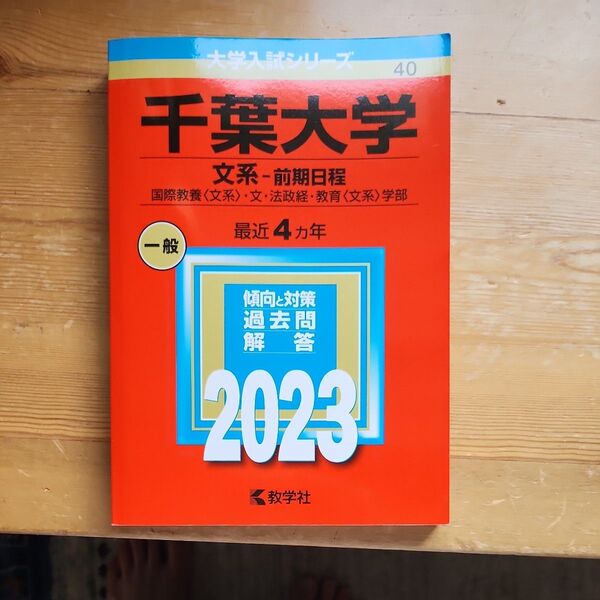 大学入試シリーズ
40
千葉大学
文系-前期日程
国際教養〈文系〉・文・法政経・教育〈文系〉学部
最近4カ年
一般
傾向と対策
過去問
解答
2023
教学社